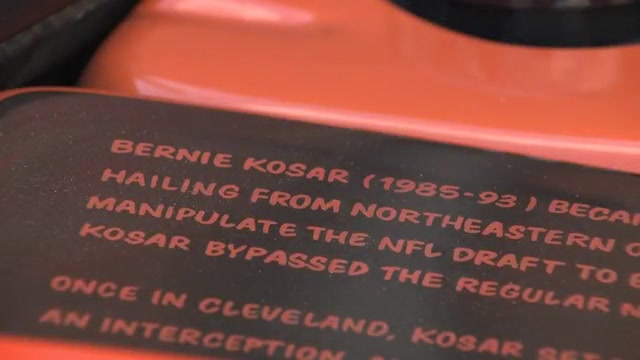 BERNIE KOSAR (1985-93) BECA
HAILING FROM NORTHEASTERN
MANIPULATE THE NFL DRAFT TO
KOSAR BYPASSED THE REGULAR
ONCE IN CLEVELAND, KOSAR
AN INTERCEPTION,